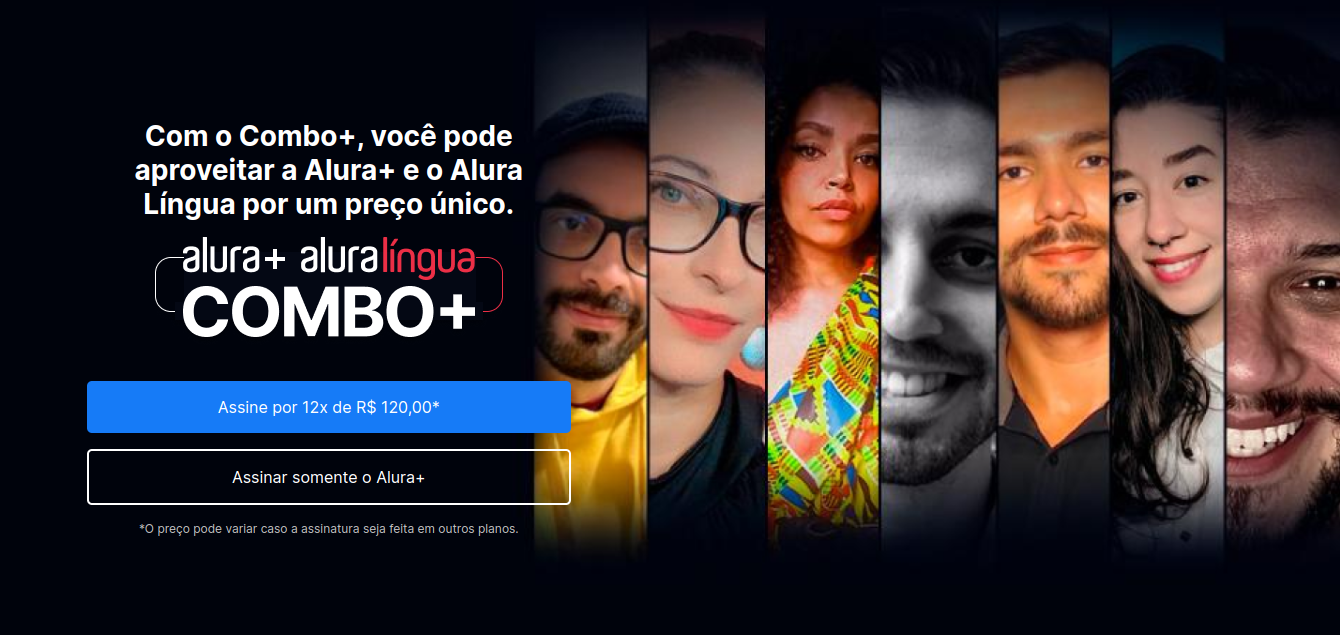 Com o Combo+, você pode
aproveitar a Alura+ e o Alura
Língua por um preço único.
alura+ aluralíngua
COMBO+
Assine por 12x de R$ 120,00*
Assinar somente o Alura+
*O preço pode variar caso a assinatura seja feita em outros planos.